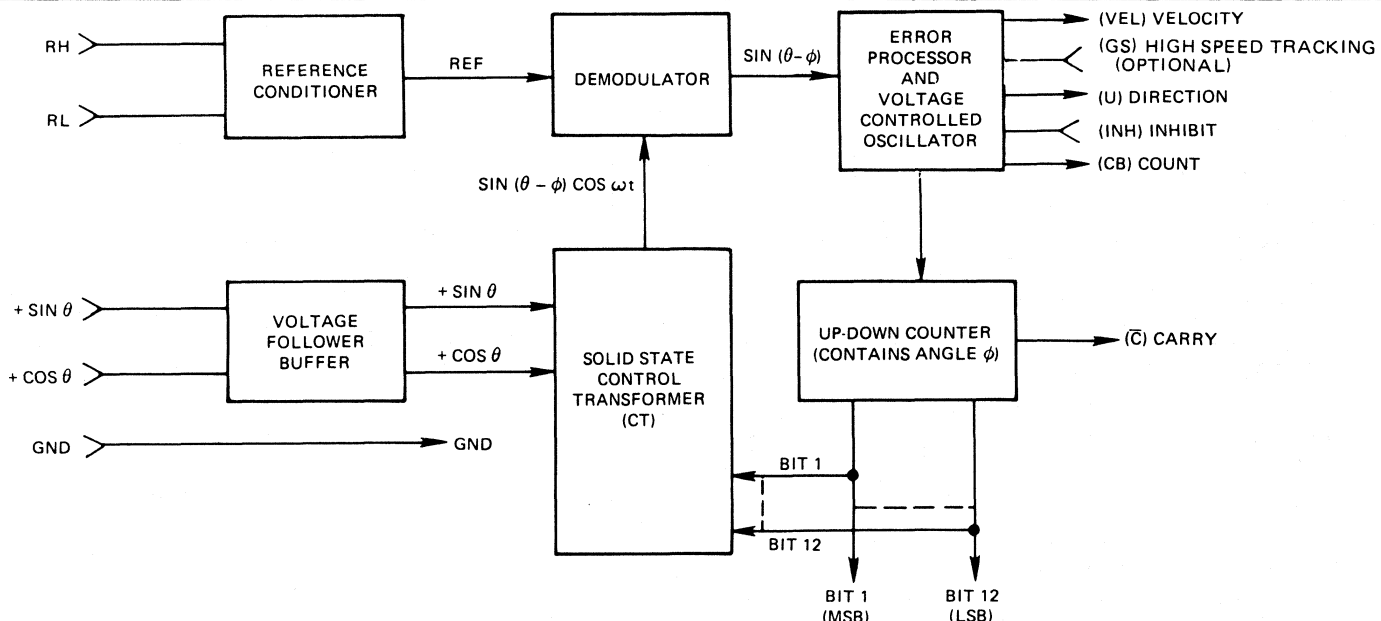 RH
RL
REFERENCE
CONDITIONER
REF
DEMODULATOR
SIN (θ-ϕ)
ERROR
PROCESSOR
AND
VOLTAGE
CONTROLLED
OSCILLATOR
(VEL) VELOCITY
(GS) HIGH SPEED TRACKING
(OPTIONAL)
(U) DIRECTION
(INH) INHIBIT
(CB) COUNT
SIN (θ – ϕ) COS ωt
+ SIN θ
+ COS θ
GND
VOLTAGE
FOLLOWER
BUFFER
+ SIN θ
+ COS θ
GND
SOLID STATE
CONTROL
TRANSFORMER
(CT)
UP-DOWN COUNTER
(CONTAINS ANGLE ϕ)
(C̅) CARRY
BIT 1
BIT 12
BIT 1
(MSB)
BIT 12
(LSB)